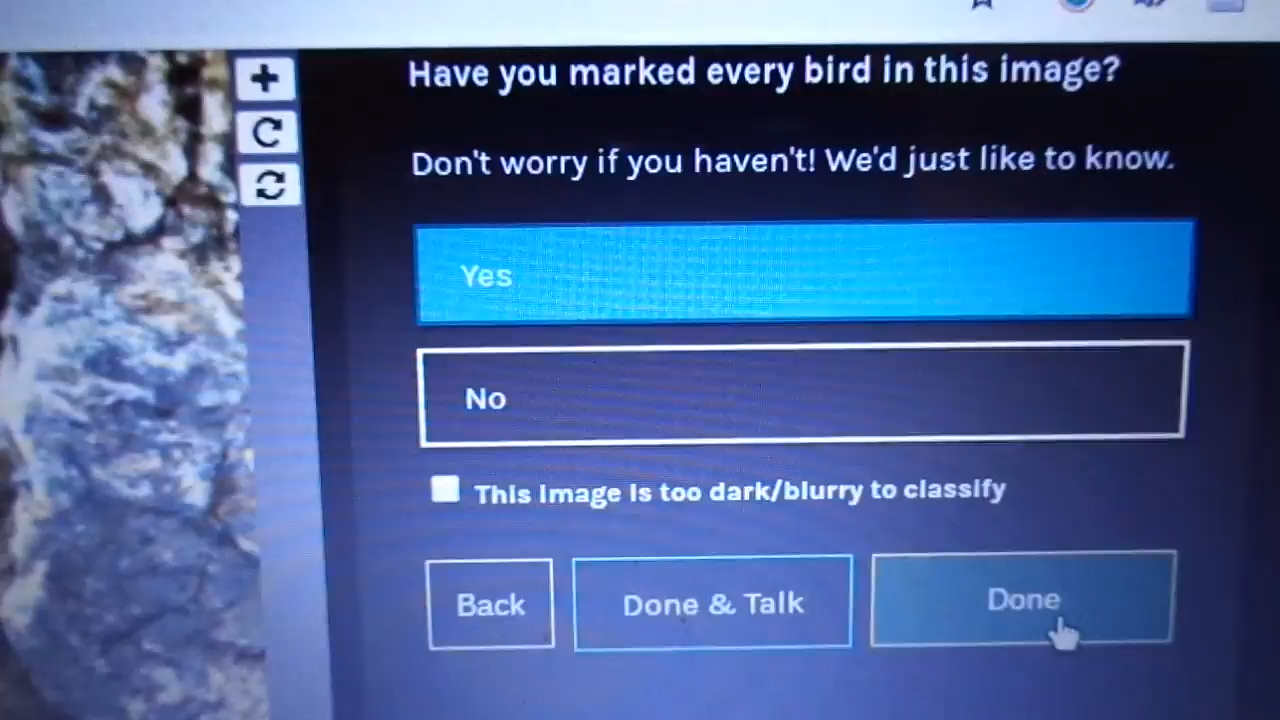 Have you marked every bird in this image?
Don't worry if you haven't! We'd just like to know.
Yes
No
This image is too dark/blurry to classify
Back
Done & Talk
Done